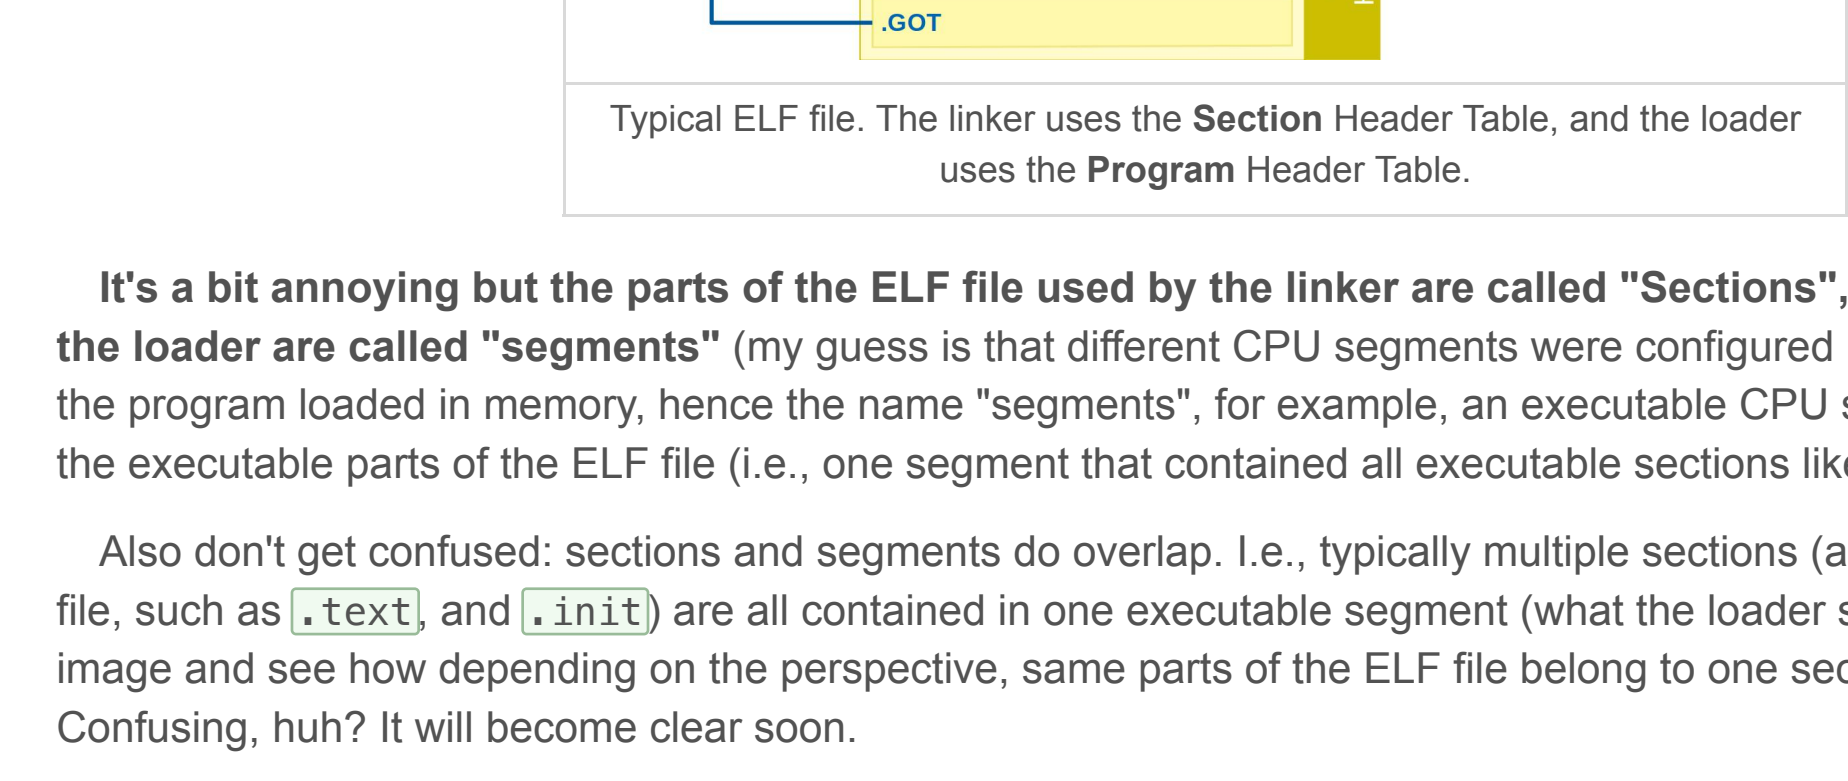 .GOT
Typical ELF file. The linker uses the Section Header Table, and the loader
uses the Program Header Table.
It's a bit annoying but the parts of the ELF file used by the linker are called "Sections",
the loader are called "segments" (my guess is that different CPU segments were configured
the program loaded in memory, hence the name "segments", for example, an executable CPU
the executable parts of the ELF file (i.e., one segment that contained all executable sections
Also don't get confused: sections and segments do overlap. I.e., typically multiple sections
file, such as .text, and .init) are all contained in one executable segment (what the loader
image and see how depending on the perspective, same parts of the ELF file belong to one
Confusing, huh? It will become clear soon.